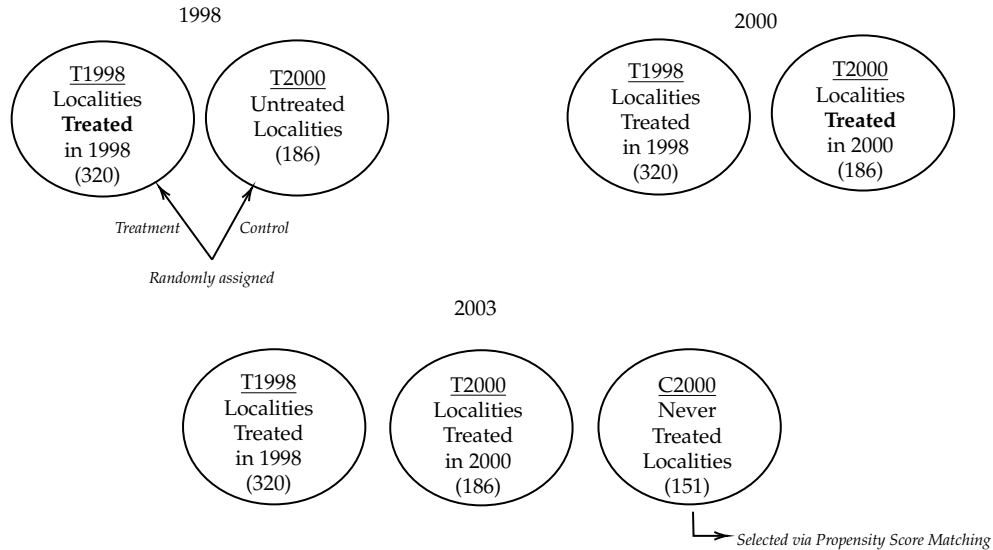 1998
T1998
Localities
Treated
in 1998
(320)
T2000
Untreated
Localities
(186)
Treatment
Control
Randomly assigned
2000
T1998
Localities
Treated
in 1998
(320)
T2000
Localities
Treated
in 2000
(186)
2003
T1998
Localities
Treated
in 1998
(320)
T2000
Localities
Treated
in 2000
(186)
C2000
Never
Treated
Localities
(151)
Selected via Propensity Score Matching